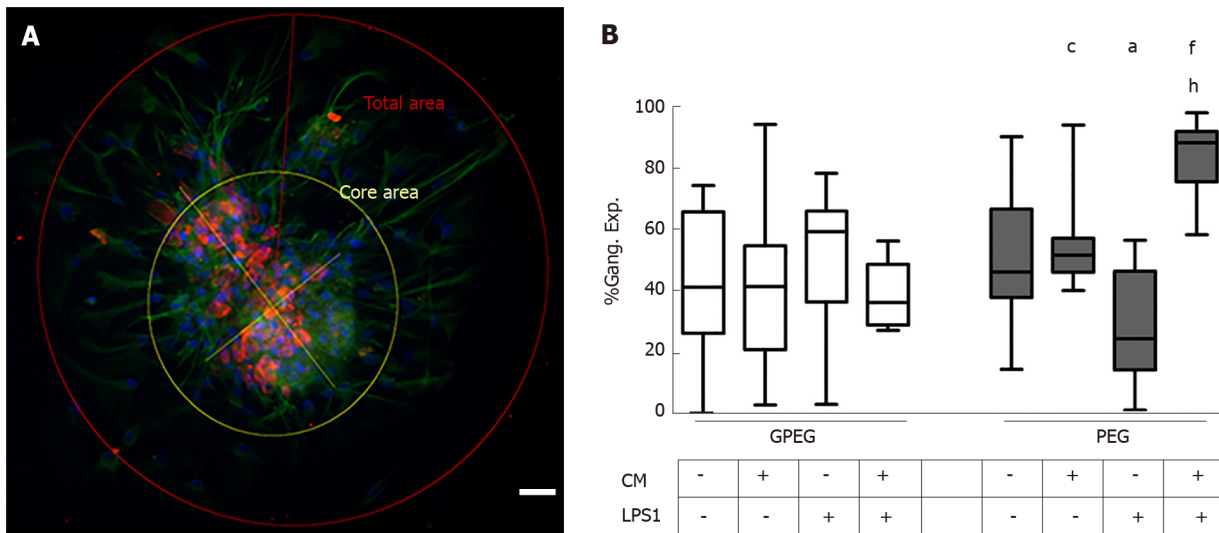 A
Total area
Core area
B
c a f
h
%Gang. Exp.
100
80
60
40
20
0
GPEG PEG
CM - + - + - + - +
LPS1 - - + + - - + +